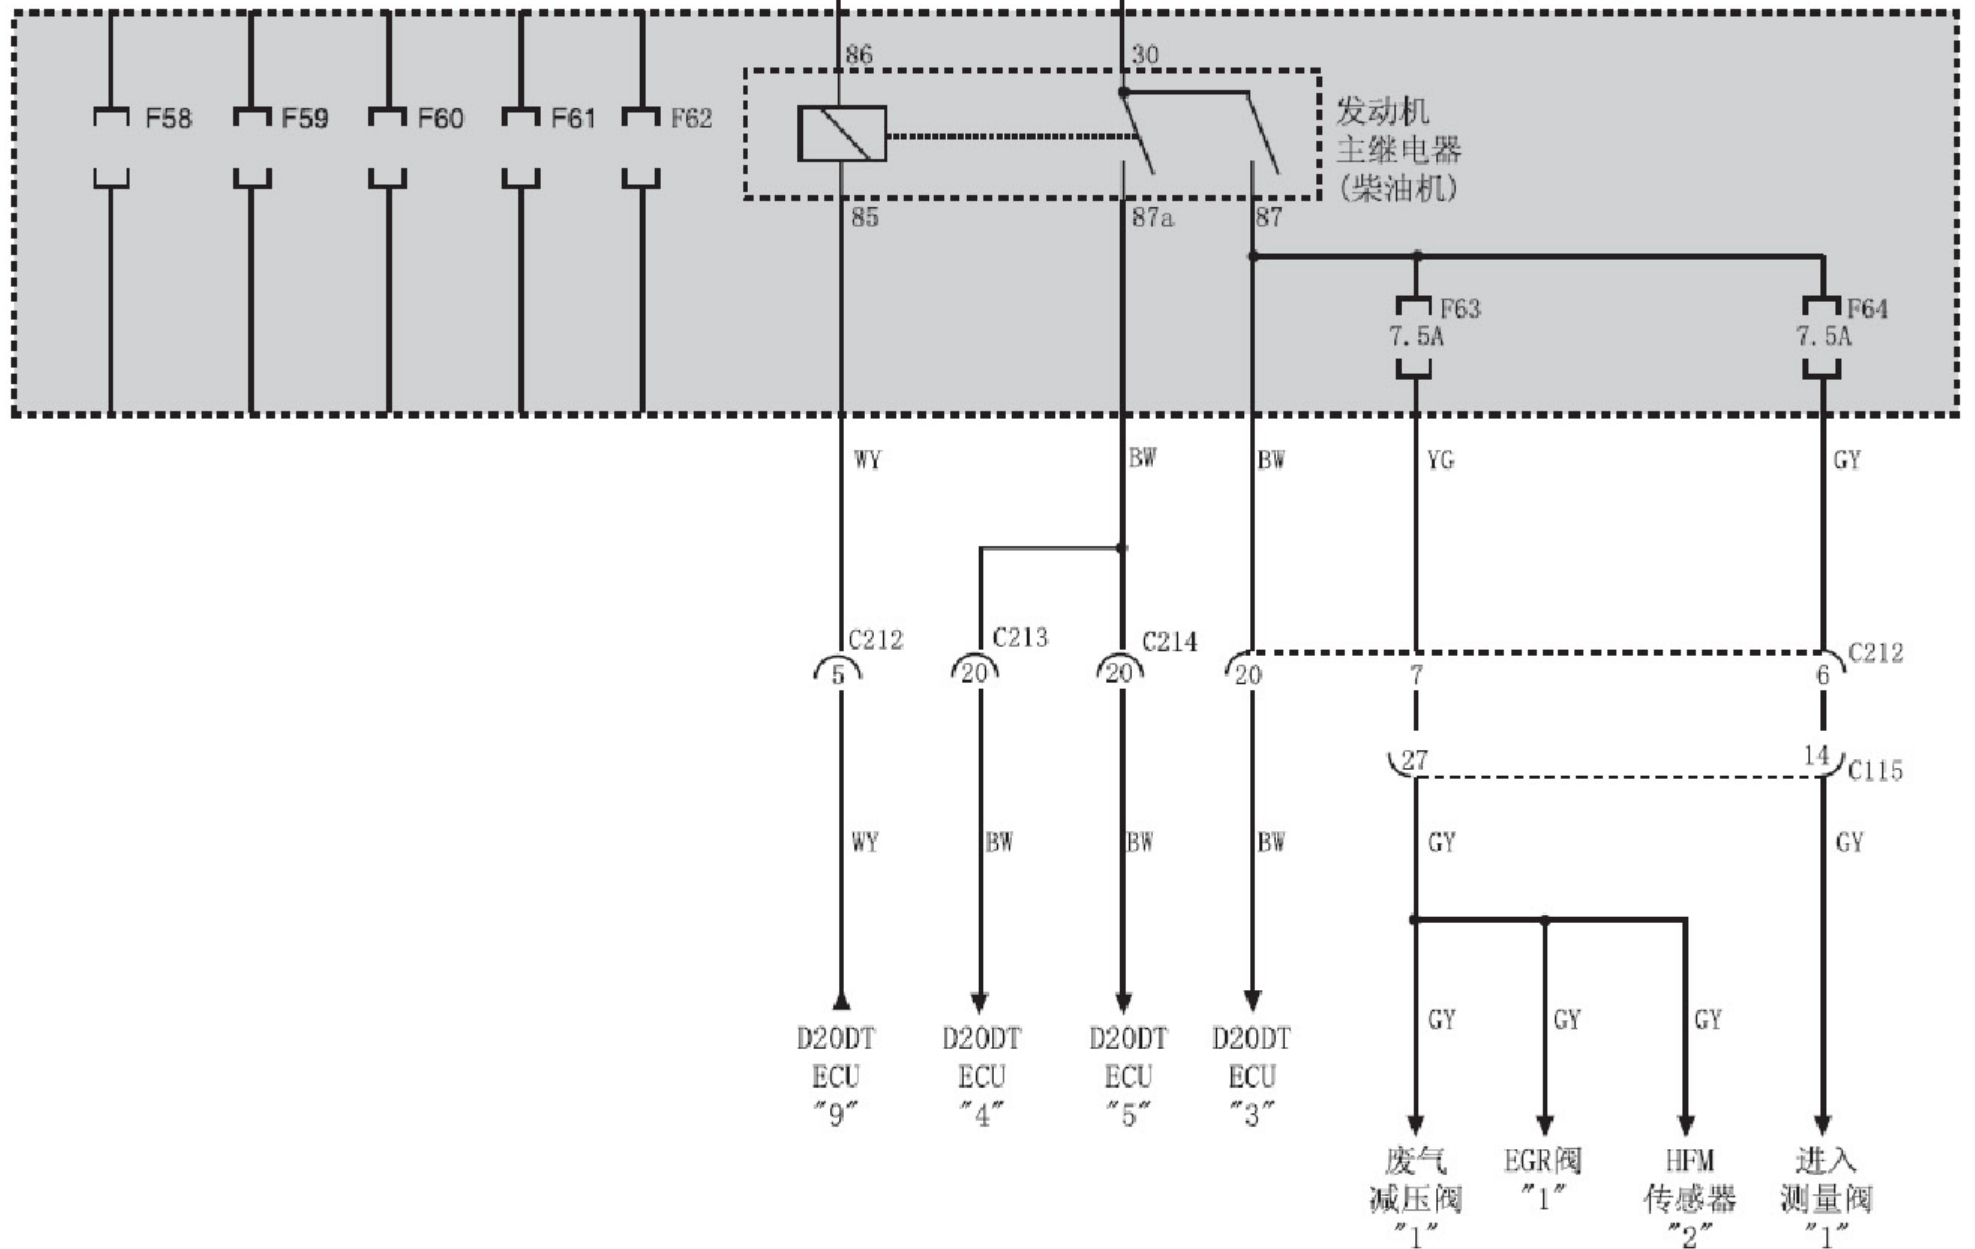 86
30
F58
F59
F60
F61
F62
发动机
主继电器
(柴油机)
85
87a
87
F63
7.5A
F64
7.5A
WY
BW
BW
YG
GY
C212
C213
C214
C212
5
20
20
20
7
6
27
14
C115
WY
BW
BW
BW
GY
GY
GY
GY
GY
D20DT
ECU
"9"
D20DT
ECU
"4"
D20DT
ECU
"5"
D20DT
ECU
"3"
废气
减压阀
"1"
EGR阀
"1"
HFM
传感器
"2"
进入
测量阀
"1"